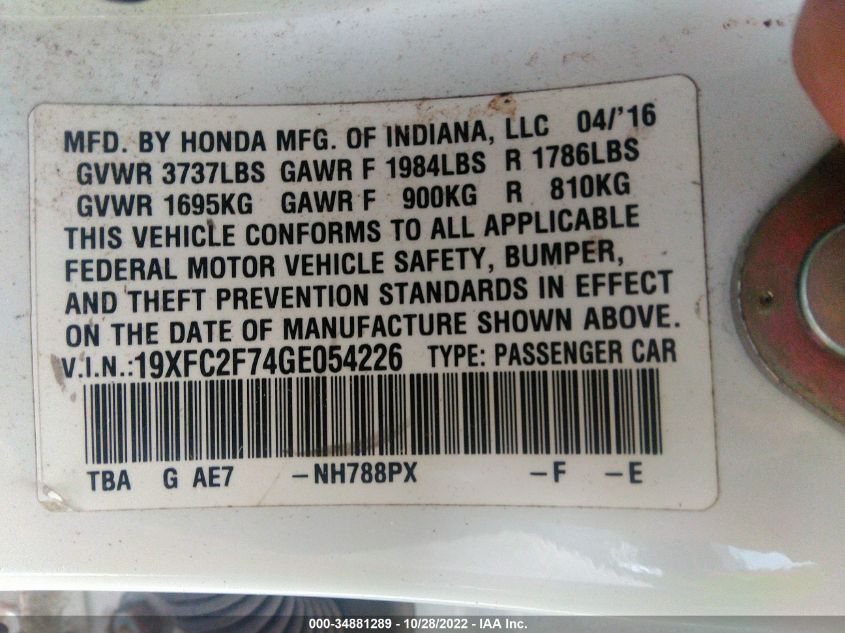 MFD. BY HONDA MFG. OF INDIANA, LLC 04/'16
GVWR 3737LBS GAWR F 1984LBS R 1786LBS
GVWR 1695KG GAWR F 900KG R 810KG
THIS VEHICLE CONFORMS TO ALL APPLICABLE
FEDERAL MOTOR VEHICLE SAFETY, BUMPER,
AND THEFT PREVENTION STANDARDS IN EFFECT
ON THE DATE OF MANUFACTURE SHOWN ABOVE.
V.I.N.:19XFC2F74GE054226 TYPE: PASSENGER CAR
TBA G AE7 –NH788PX –F –E
000-34881289 - 10/28/2022 - IAA Inc.